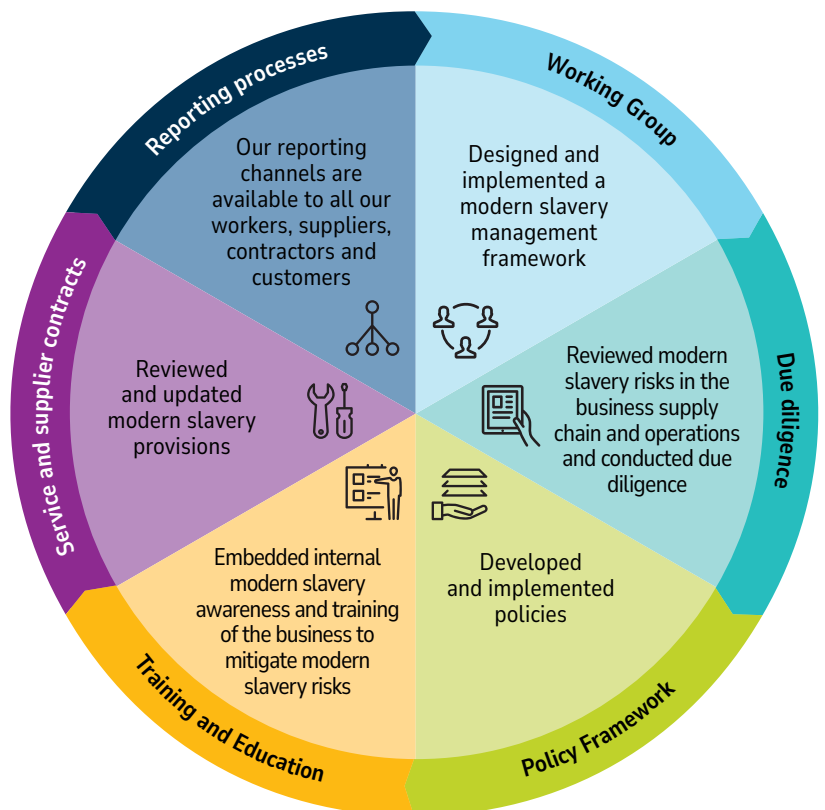 Working Group
Designed and
implemented a
modern slavery
management
framework
Due diligence
Reviewed modern
slavery risks in the
business supply
chain and operations
and conducted due
diligence
Policy Framework
Developed
and implemented
policies
Training and Education
Embedded internal
modern slavery
awareness and training
of the business to
mitigate modern
slavery risks
Service and supplier contracts
Reviewed
and updated
modern slavery
provisions
Reporting processes
Our reporting
channels are
available to all our
workers, suppliers,
contractors and
customers